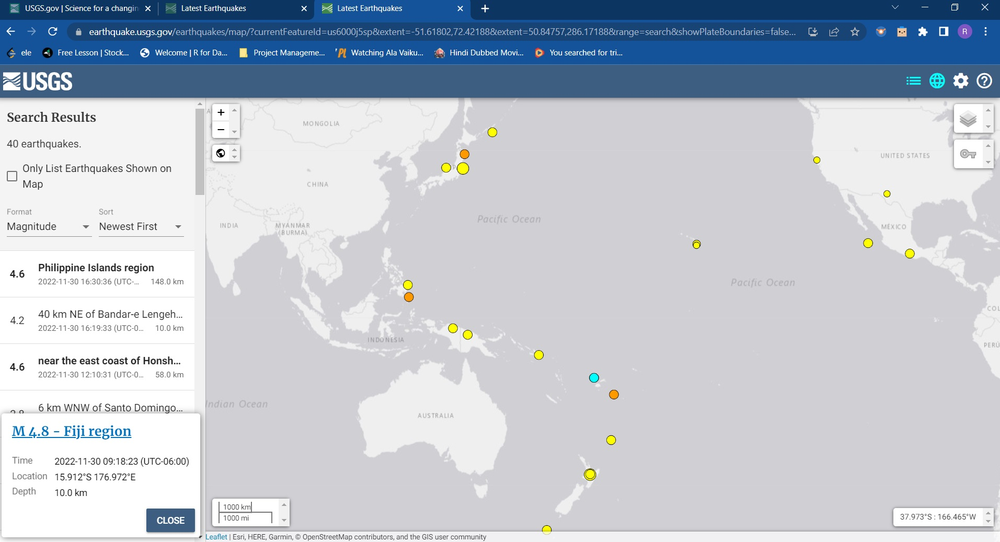 USGS.gov | Science for a changin
Latest Earthquakes
Latest Earthquakes
earthquake.usgs.gov/earthquakes/map/?currentFeatureId=us6000j5sp&extent=-51.61802,72.42188&extent=50.84757,286.17188&range=search&showPlateBoundaries=false...
R
ele
Free Lesson | Stock...
Welcome | R for Da...
Project Manageme...
Watching Ala Vaiku...
Hindi Dubbed Movi...
You searched for tri...
USGS
Search Results
40 earthquakes.
Only List Earthquakes Shown on
Map
Format
Magnitude
Sort
Newest First
4.6
Philippine Islands region
2022-11-30 16:30:36 (UTC-...
148.0 km
4.2
40 km NE of Bandar-e Lengeh...
2022-11-30 16:19:33 (UTC-0...
10.0 km
4.6
near the east coast of Honsh...
2022-11-30 12:10:31 (UTC-0...
58.0 km
6 km WNW of Santo Domingo...
M 4.8 - Fiji region
Time
2022-11-30 09:18:23 (UTC-06:00)
Location
15.912°S 176.972°E
Depth
10.0 km
CLOSE
+
−
MONGOLIA
CHINA
INDIA
MYANMAR
(BURMA)
Pacific Ocean
UNITED STATES
MÉXICO
Pacific Ocean
COL
PERÚ
INDONESIA
Indian Ocean
AUSTRALIA
1000 km
1000 mi
37.973°S : 166.465°W
Leaflet | Esri, HERE, Garmin, © OpenStreetMap contributors, and the GIS user community